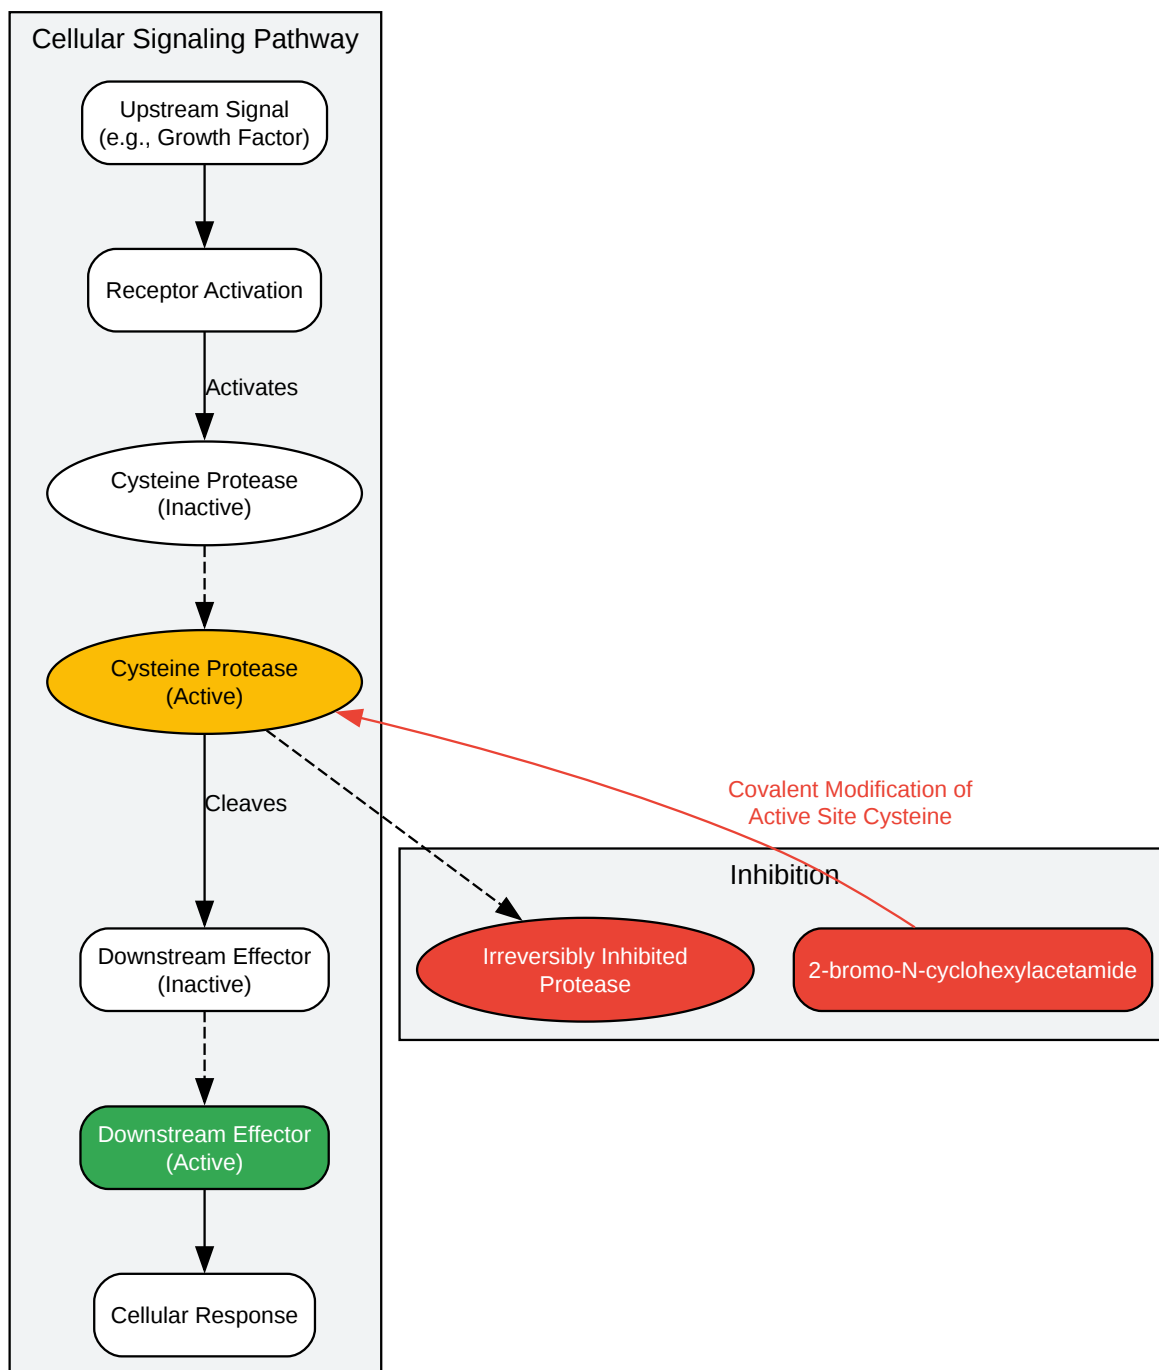 Cellular Signaling Pathway
Upstream Signal
(e.g., Growth Factor)
Receptor Activation
Activates
Cysteine Protease
(Inactive)
Cysteine Protease
(Active)
Cleaves
Covalent Modification of
Active Site Cysteine
Inhibition
Downstream Effector
(Inactive)
Irreversibly Inhibited
Protease
2-bromo-N-cyclohexylacetamide
Downstream Effector
(Active)
Cellular Response